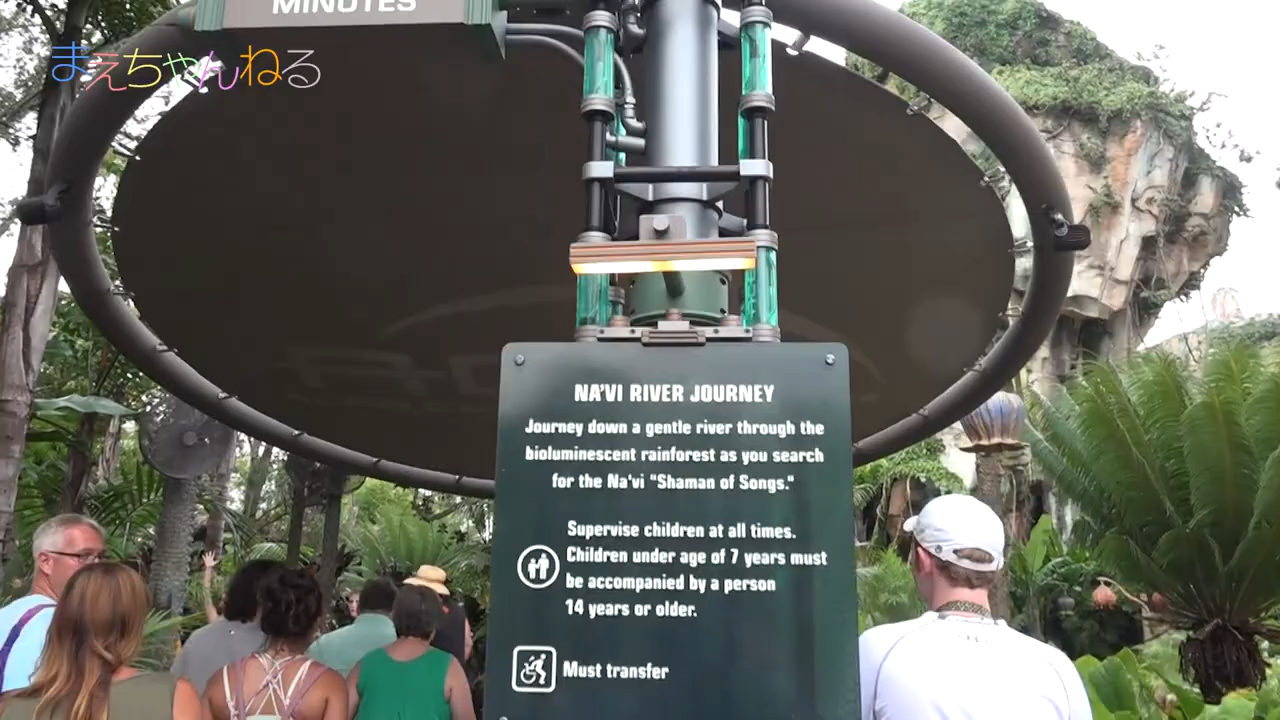 MINUTES
まえちゃんねる
NA'VI RIVER JOURNEY
Journey down a gentle river through the
bioluminescent rainforest as you search
for the Na'vi "Shaman of Songs."
Supervise children at all times.
Children under age of 7 years must
be accompanied by a person
14 years or older.
Must transfer